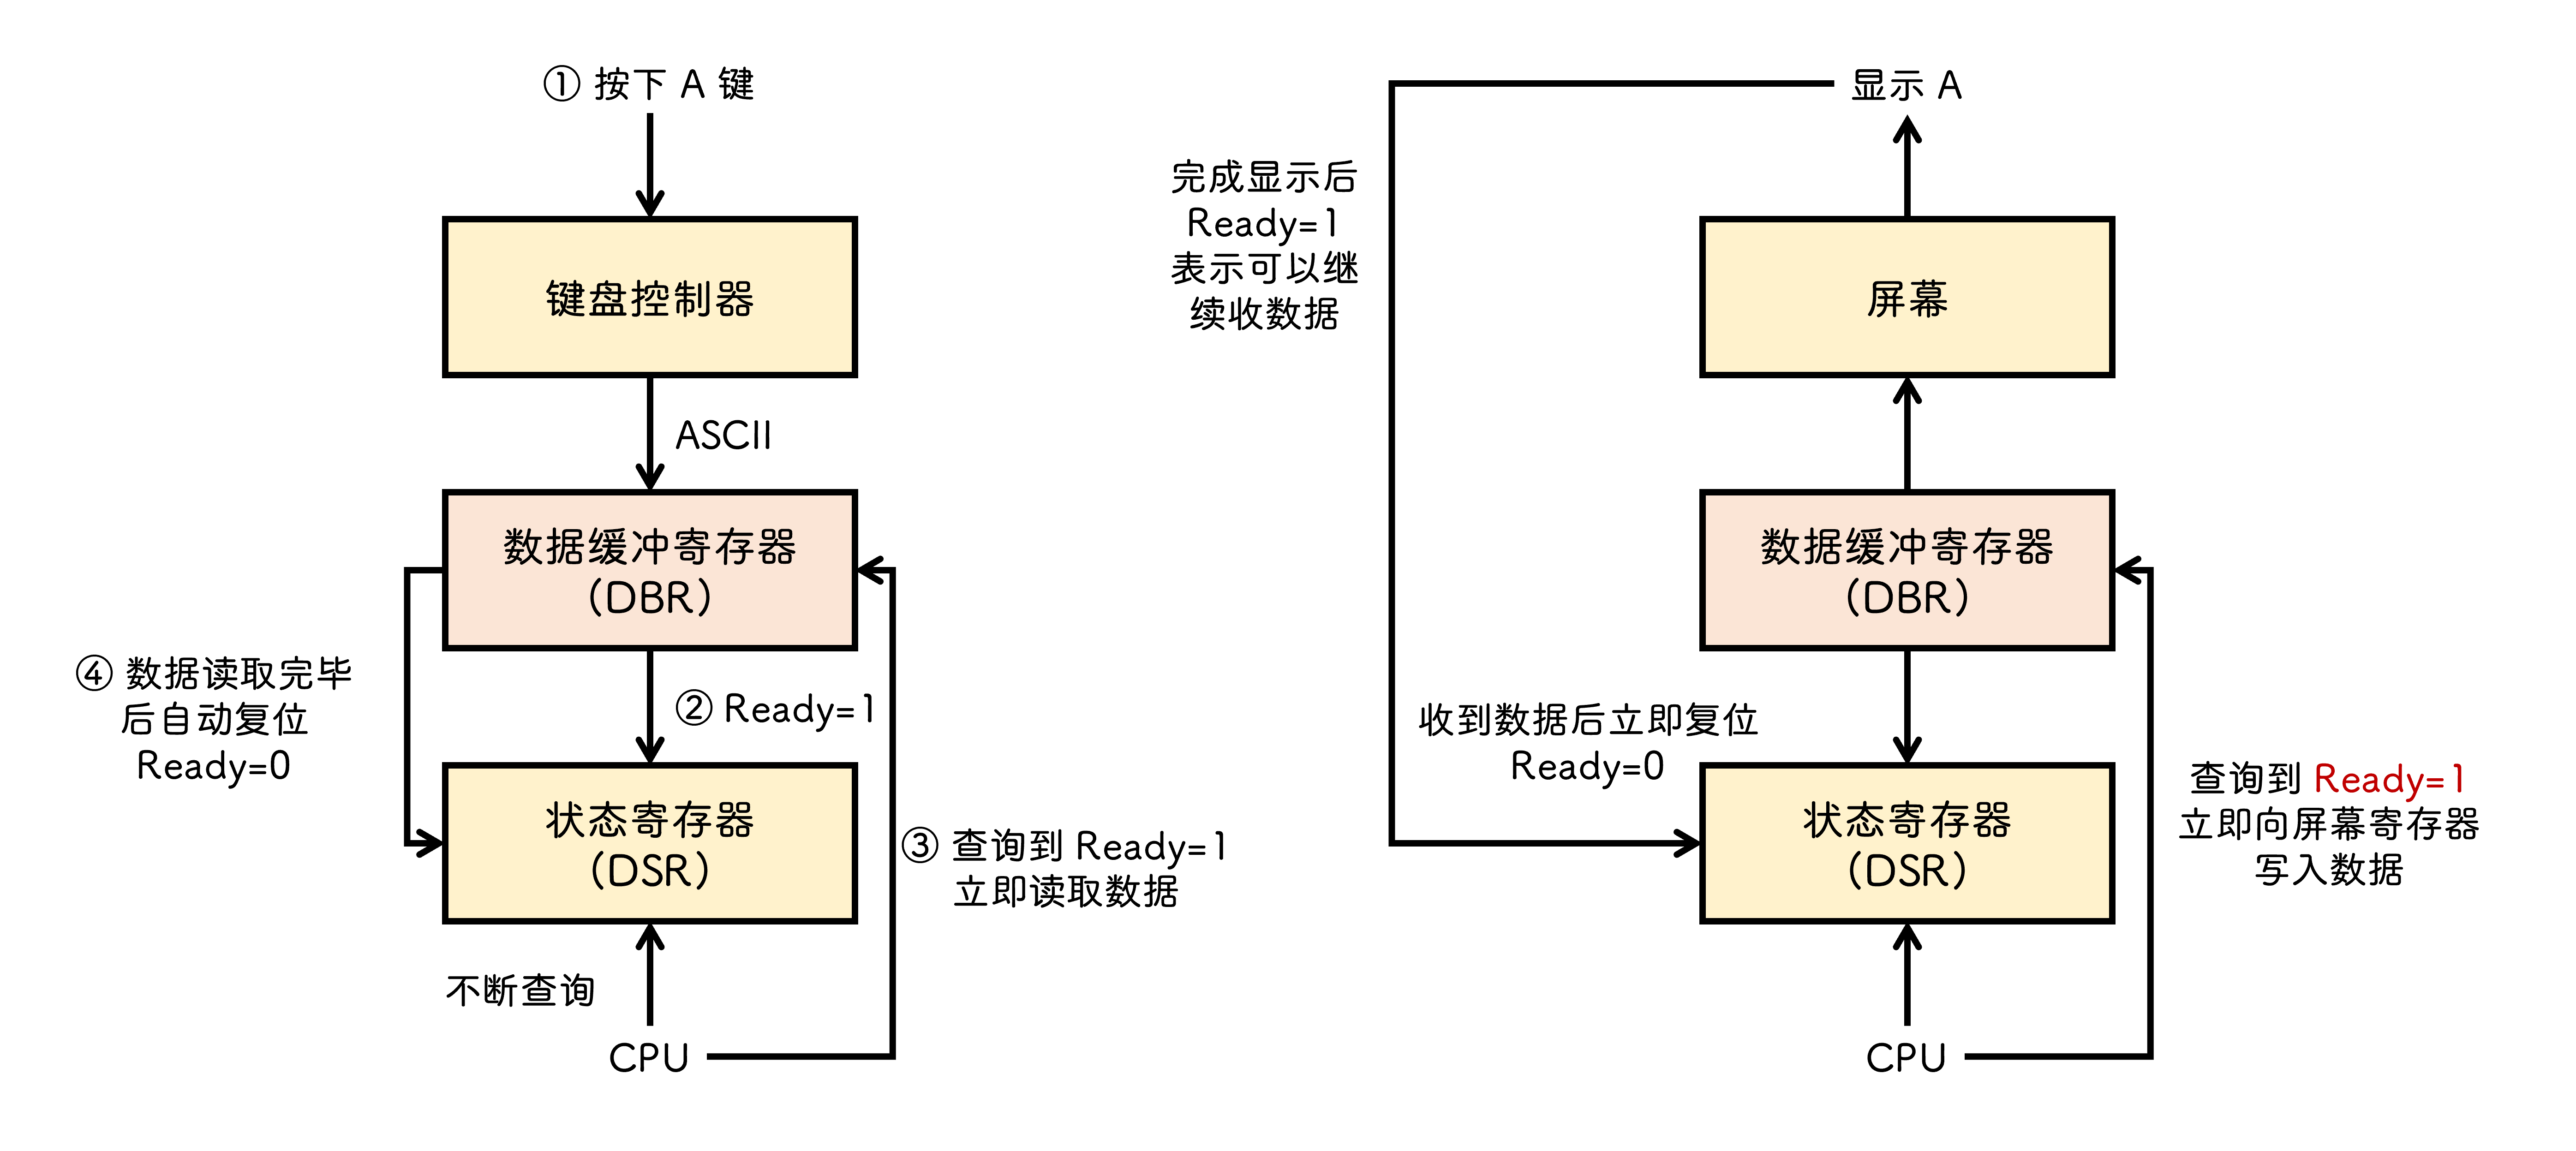 ① 按下 A 键
键盘控制器
ASCII
数据缓冲寄存器
(DBR)
② Ready=1
④ 数据读取完毕
后自动复位
Ready=0
状态寄存器
(DSR)
③ 查询到 Ready=1
立即读取数据
不断查询
CPU
显示 A
完成显示后
Ready=1
表示可以继
续收数据
屏幕
数据缓冲寄存器
(DBR)
收到数据后立即复位
Ready=0
状态寄存器
(DSR)
查询到 Ready=1
立即向屏幕寄存器
写入数据
CPU